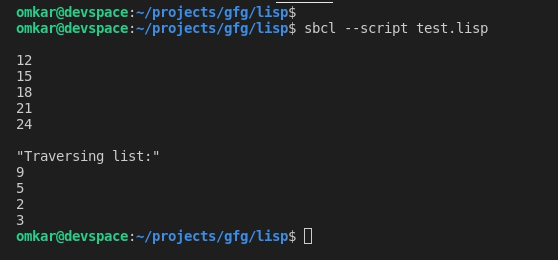 omkar@devspace:~/projects/gfg/lisp$
omkar@devspace:~/projects/gfg/lisp$ sbcl --script test.lisp
12
15
18
21
24
"Traversing list:"
9
5
2
3
omkar@devspace:~/projects/gfg/lisp$